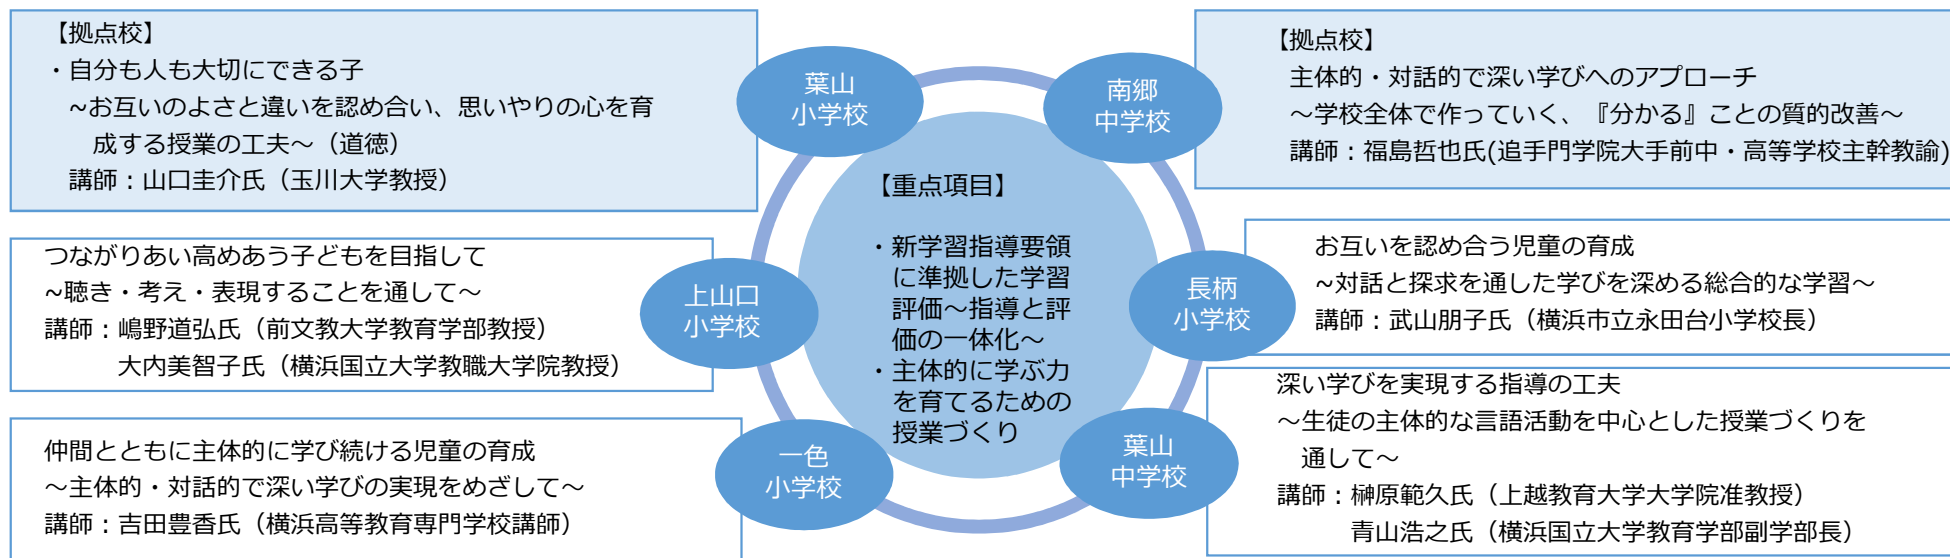 【拠点校】
・自分も人も大切にできる子
~お互いのよさと違いを認め合い、思いやりの心を育
成する授業の工夫～（道徳）
講師：山口圭介氏（玉川大学教授）
葉山
小学校
南郷
中学校
【拠点校】
主体的・対話的で深い学びへのアプローチ
～学校全体で作っていく、『分かる』ことの質的改善～
講師：福島哲也氏(追手門学院大手前中・高等学校主幹教諭)
【重点項目】
・新学習指導要領
に準拠した学習
評価～指導と評
価の一体化～
・主体的に学ぶ力
を育てるための
授業づくり
つながりあい高めあう子どもを目指して
~聴き・考え・表現することを通して～
講師：嶋野道弘氏（前文教大学教育学部教授）
大内美智子氏（横浜国立大学教職大学院教授）
上山口
小学校
長柄
小学校
お互いを認め合う児童の育成
~対話と探求を通した学びを深める総合的な学習～
講師：武山朋子氏（横浜市立永田台小学校長）
仲間とともに主体的に学び続ける児童の育成
～主体的・対話的で深い学びの実現をめざして～
講師：吉田豊香氏（横浜高等教育専門学校講師）
一色
小学校
葉山
中学校
深い学びを実現する指導の工夫
～生徒の主体的な言語活動を中心とした授業づくりを
通して～
講師：榊原範久氏（上越教育大学大学院准教授）
青山浩之氏（横浜国立大学教育学部副学部長）